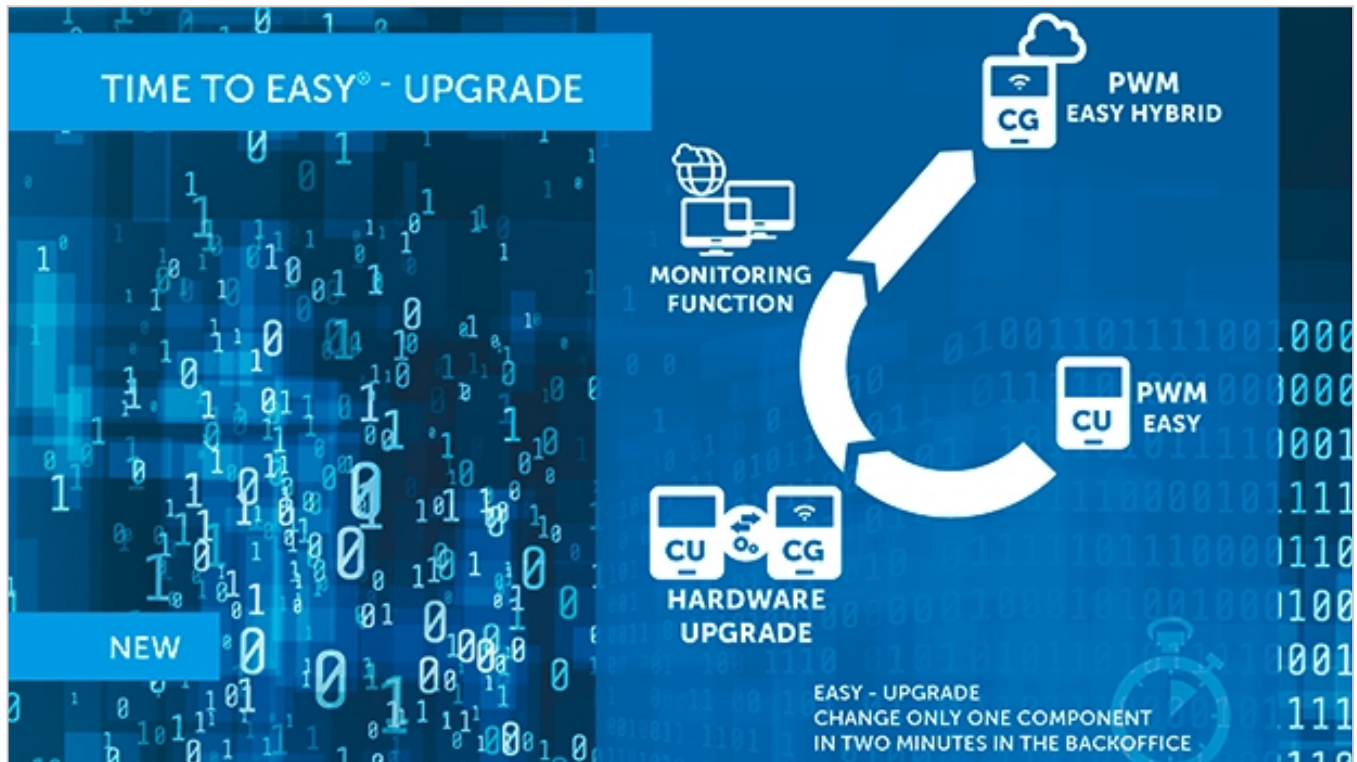 TIME TO EASY® - UPGRADE
PWM
EASY HYBRID
CG
MONITORING
FUNCTION
PWM
EASY
CU
CU
CG
HARDWARE
UPGRADE
NEW
EASY - UPGRADE
CHANGE ONLY ONE COMPONENT
IN TWO MINUTES IN THE BACKOFFICE